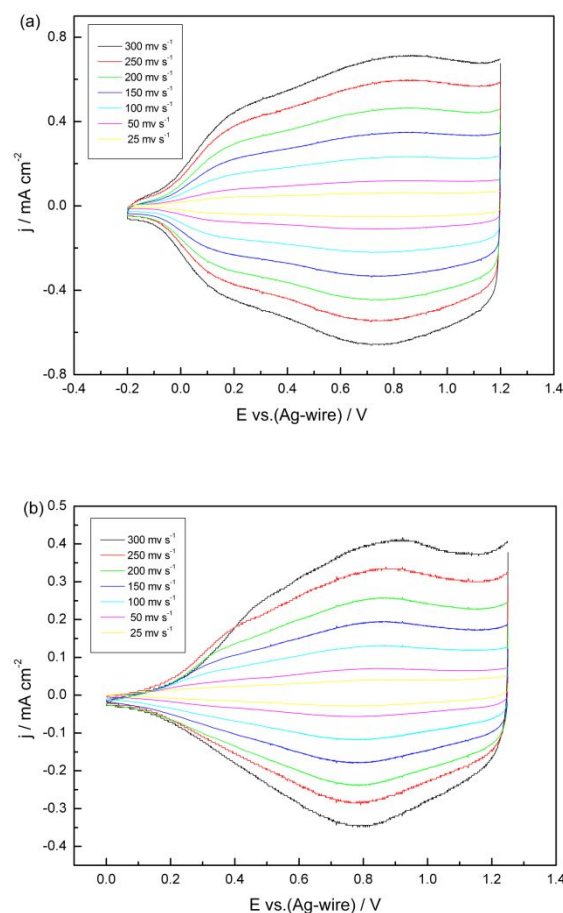 (a)
300 mv s⁻¹
250 mv s⁻¹
200 mv s⁻¹
150 mv s⁻¹
100 mv s⁻¹
50 mv s⁻¹
25 mv s⁻¹
j / mA cm⁻²
0.8
0.4
0.0
-0.4
-0.8
-0.4 -0.2 0.0 0.2 0.4 0.6 0.8 1.0 1.2 1.4
E vs.(Ag-wire) / V
(b)
300 mv s⁻¹
250 mv s⁻¹
200 mv s⁻¹
150 mv s⁻¹
100 mv s⁻¹
50 mv s⁻¹
25 mv s⁻¹
j / mA cm⁻²
0.5
0.4
0.3
0.2
0.1
0.0
-0.1
-0.2
-0.3
-0.4
0.0 0.2 0.4 0.6 0.8 1.0 1.2 1.4
E vs.(Ag-wire) / V